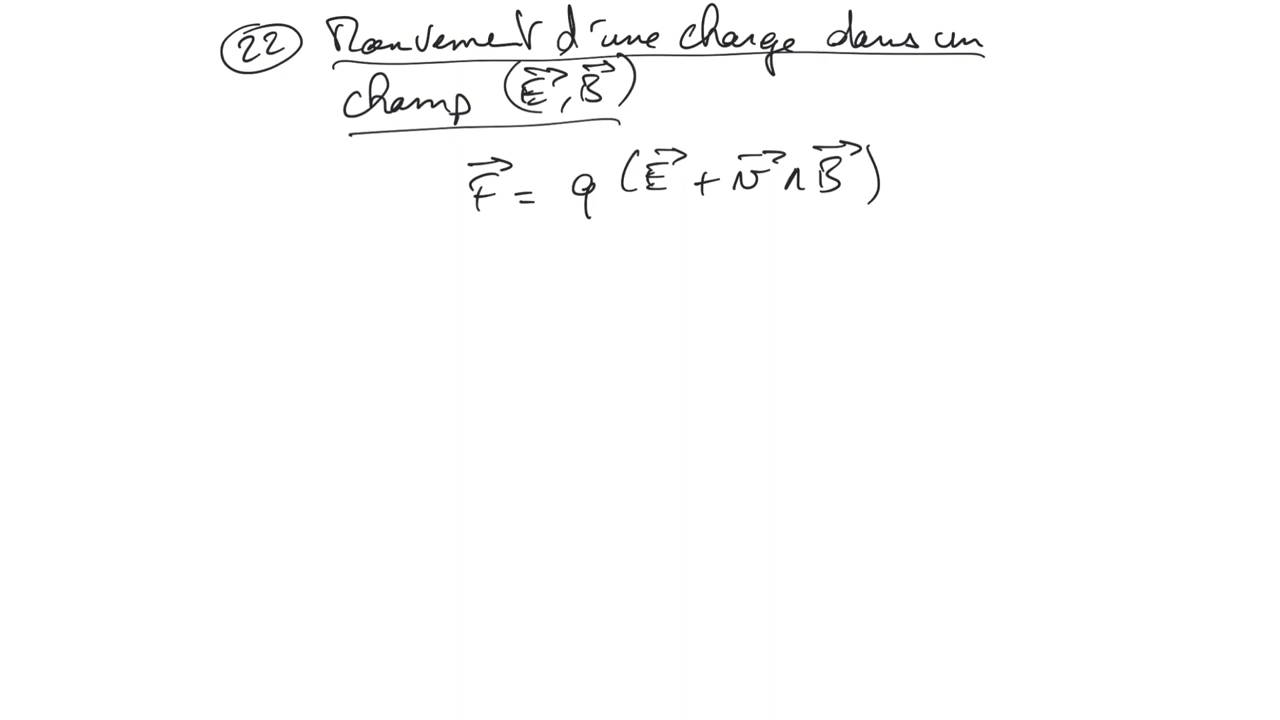 22 Mouvement d'une charge dans un
champ (E⃗, B⃗)
F⃗ = q (E⃗ + v⃗ ∧ B⃗)